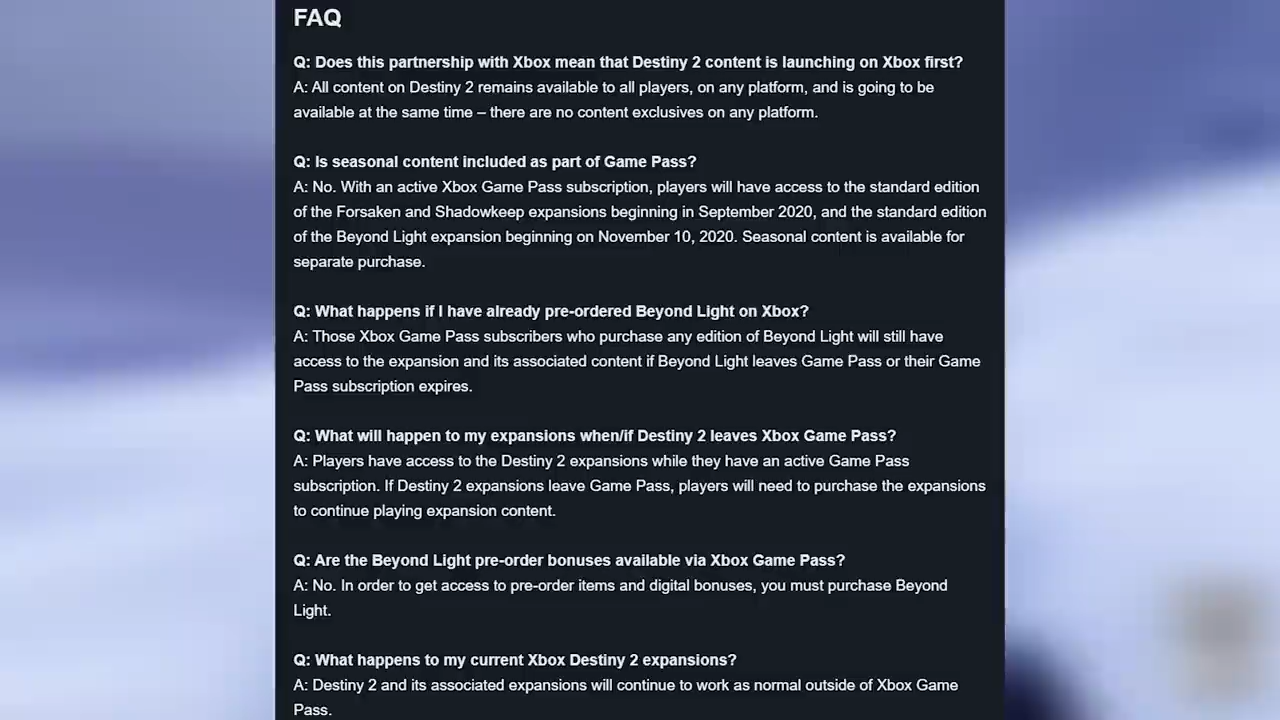 FAQ
Q: Does this partnership with Xbox mean that Destiny 2 content is launching on Xbox first?
A: All content on Destiny 2 remains available to all players, on any platform, and is going to be
available at the same time – there are no content exclusives on any platform.
Q: Is seasonal content included as part of Game Pass?
A: No. With an active Xbox Game Pass subscription, players will have access to the standard edition
of the Forsaken and Shadowkeep expansions beginning in September 2020, and the standard edition
of the Beyond Light expansion beginning on November 10, 2020. Seasonal content is available for
separate purchase.
Q: What happens if I have already pre-ordered Beyond Light on Xbox?
A: Those Xbox Game Pass subscribers who purchase any edition of Beyond Light will still have
access to the expansion and its associated content if Beyond Light leaves Game Pass or their Game
Pass subscription expires.
Q: What will happen to my expansions when/if Destiny 2 leaves Xbox Game Pass?
A: Players have access to the Destiny 2 expansions while they have an active Game Pass
subscription. If Destiny 2 expansions leave Game Pass, players will need to purchase the expansions
to continue playing expansion content.
Q: Are the Beyond Light pre-order bonuses available via Xbox Game Pass?
A: No. In order to get access to pre-order items and digital bonuses, you must purchase Beyond
Light.
Q: What happens to my current Xbox Destiny 2 expansions?
A: Destiny 2 and its associated expansions will continue to work as normal outside of Xbox Game
Pass.